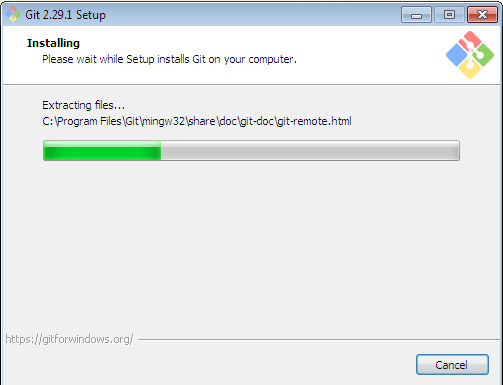 Git 2.29.1 Setup
Installing
Please wait while Setup installs Git on your computer.
Extracting files...
C:\Program Files\Git\mingw32\share\doc\git-doc\git-remote.html
https://gitforwindows.org/
Cancel